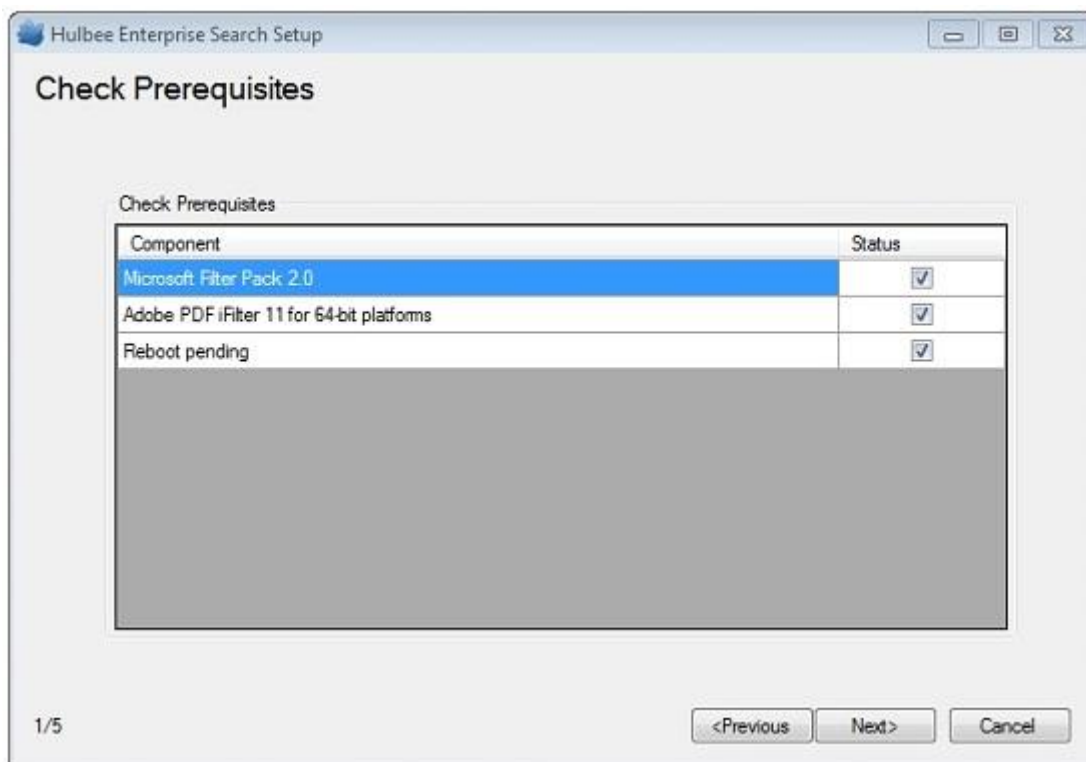 Hulbee Enterprise Search Setup
Check Prerequisites
Check Prerequisites
Component Status
Microsoft Filter Pack 2.0
Adobe PDF iFilter 11 for 64-bit platforms
Reboot pending
1/5 <Previous Next> Cancel